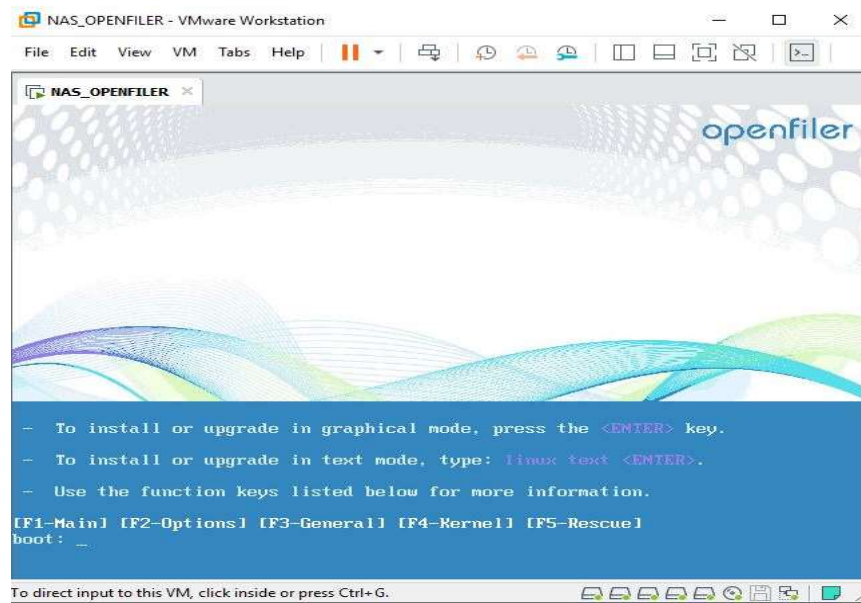 NAS_OPENFILER - VMware Workstation
File Edit View VM Tabs Help
NAS_OPENFILER
openfiler
- To install or upgrade in graphical mode, press the <ENTER> key.
- To install or upgrade in text mode, type: linux text <ENTER>.
- Use the function keys listed below for more information.
[F1-Main] [F2-Options] [F3-General] [F4-Kernel] [F5-Rescue]
boot: _
To direct input to this VM, click inside or press Ctrl+G.